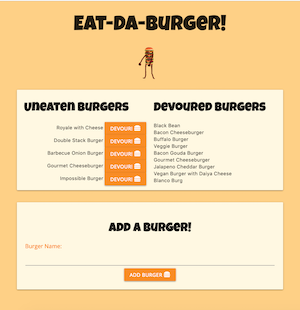 Eat-Da-Burger!
Uneaten Burgers
Royale with Cheese DEVOUR!
Double Stack Burger DEVOUR!
Barbecue Onion Burger DEVOUR!
Gourmet Cheeseburger DEVOUR!
Impossible Burger DEVOUR!
Devoured Burgers
Black Bean
Bacon Cheeseburger
Buffalo Burger
Veggie Burger
Bacon Gouda Burger
Gourmet Cheeseburger
Jalapeno Cheddar Burger
Vegan Burger with Daiya Cheese
Blanco Burg
Add a Burger!
Burger Name:
ADD BURGER